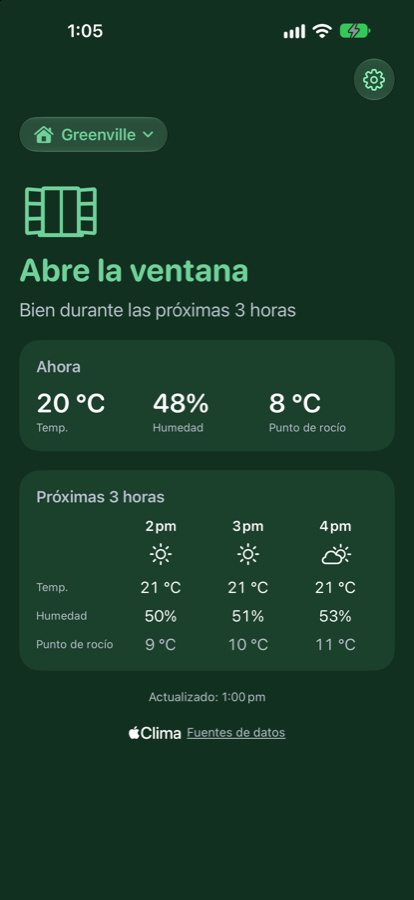 1:05
Greenville
Abre la ventana
Bien durante las próximas 3 horas
Ahora
20 °C 48% 8 °C
Temp. Humedad Punto de rocío
Próximas 3 horas
2 pm 3 pm 4 pm
Temp. 21 °C 21 °C 21 °C
Humedad 50% 51% 53%
Punto de rocío 9 °C 10 °C 11 °C
Actualizado: 1:00 pm
Clima Fuentes de datos